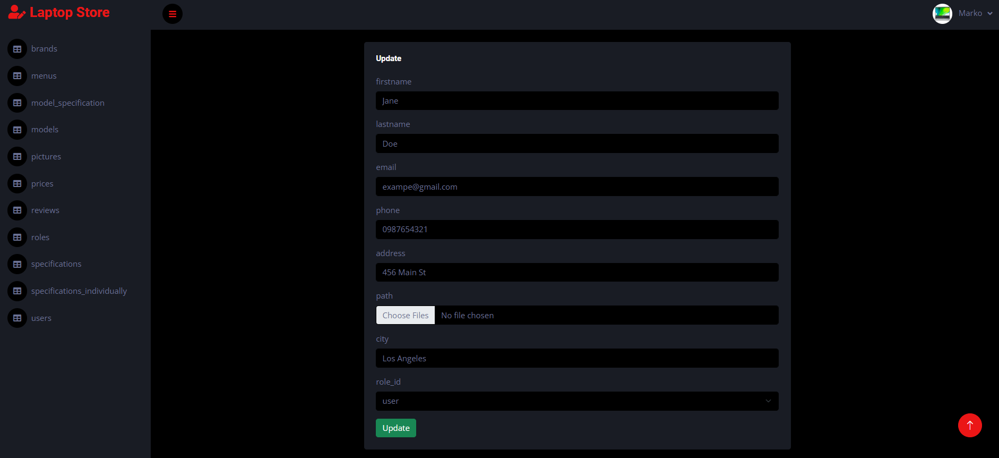 Laptop Store
Marko
brands
menus
model_specification
models
pictures
prices
reviews
roles
specifications
specifications_individually
users
Update
firstname
Jane
lastname
Doe
email
exampe@gmail.com
phone
0987654321
address
456 Main St
path
Choose Files No file chosen
city
Los Angeles
role_id
user
Update